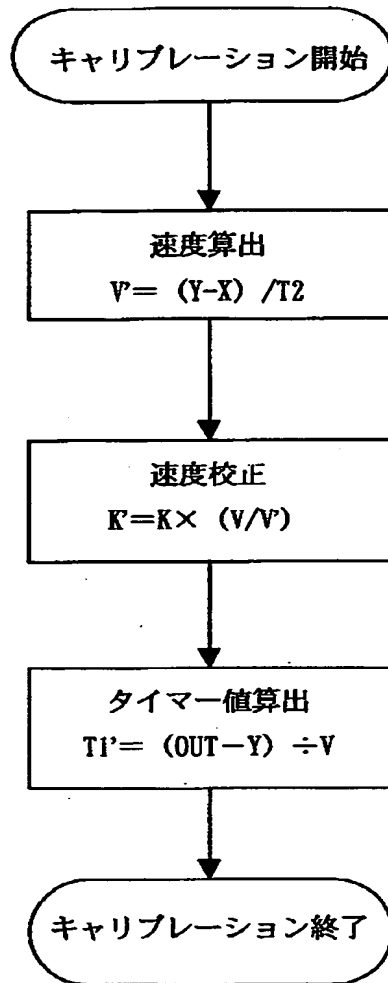 キャリブレーション開始
速度算出
V'= (Y-X) /T2
速度校正
K'=K× (V/V')
タイマー値算出
T1'= (OUT-Y) ÷V
キャリブレーション終了